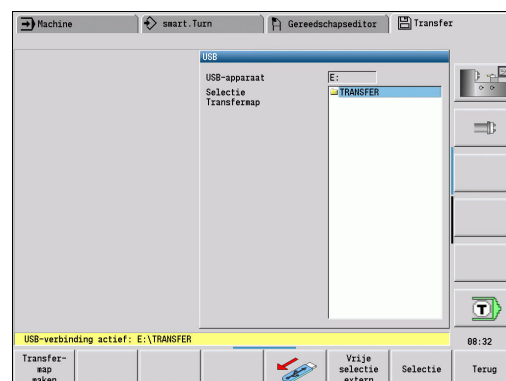 Machine
smart.Turn
Gereedschapseditor
Transfer
USB
USB-apparaat
E:
Selectie
Transfermap
TRANSFER
T
USB-verbinding actief: E:\TRANSFER
08:32
Transfer-
map
maken
Vrije
selectie
extern
Selectie
Terug